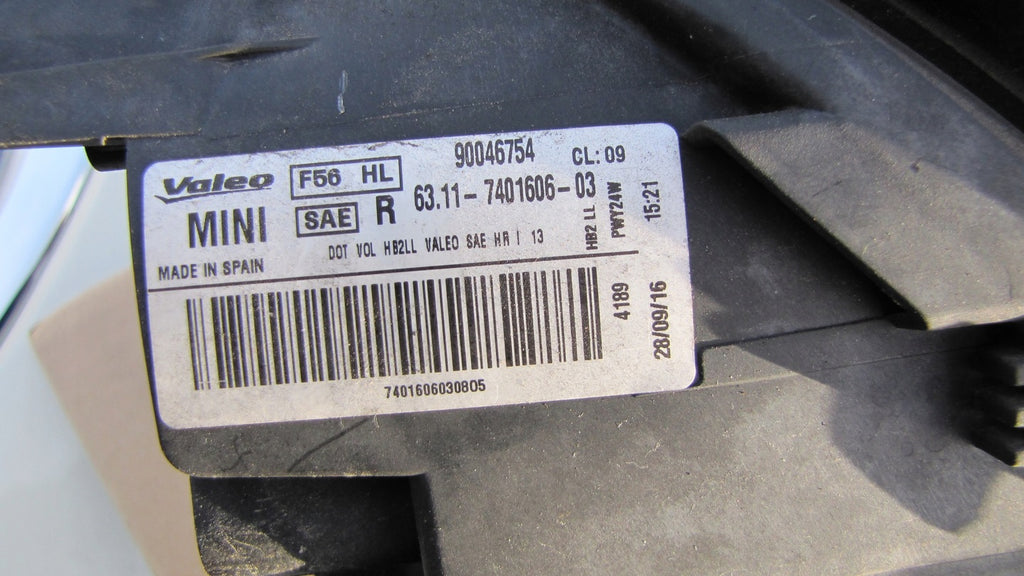 Valeo F56 HL 90046754 CL: 09
MINI SAE R 63.11-7401606-03
DOT VOL HB2LL VALEO SAE HR I 13
MADE IN SPAIN
HB2 LL
PWY24W
15:21
4189
28/09/16
7401606030805